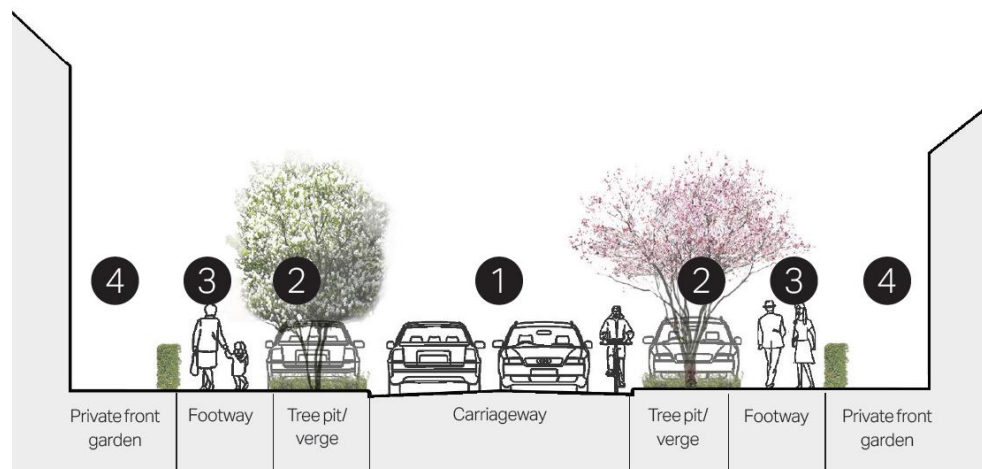 4
3
2
1
2
3
4
Private front
garden
Footway
Tree pit/
verge
Carriageway
Tree pit/
verge
Footway
Private front
garden